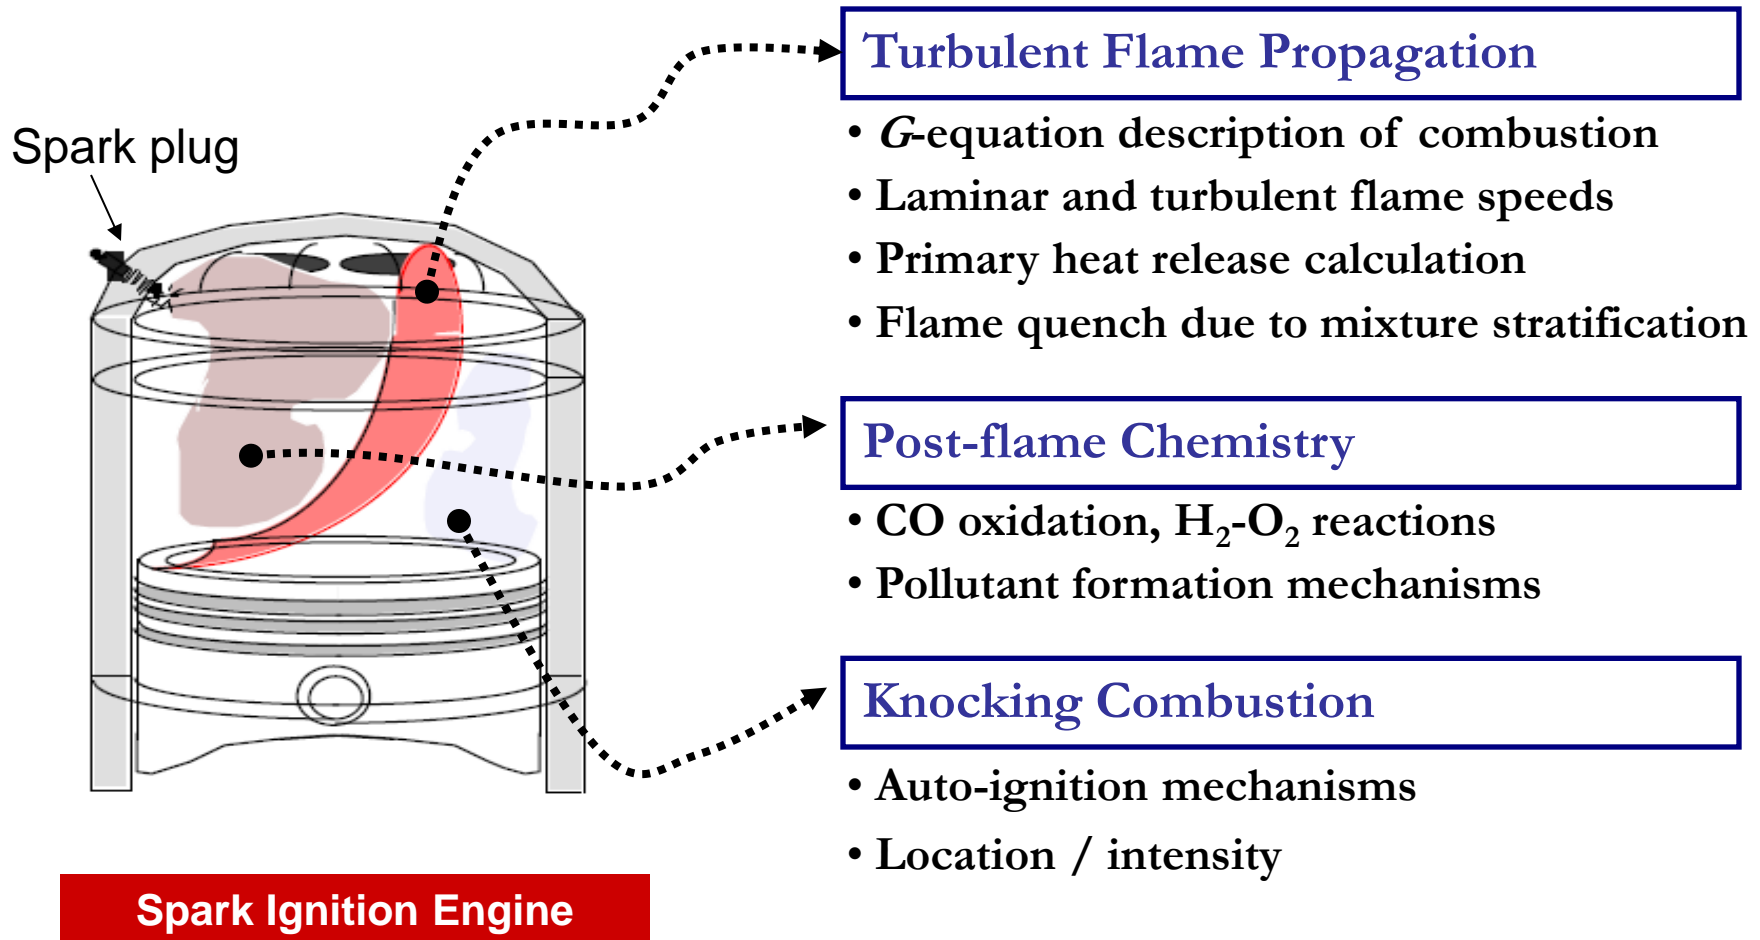 Spark plug
Turbulent Flame Propagation
• G-equation description of combustion
• Laminar and turbulent flame speeds
• Primary heat release calculation
• Flame quench due to mixture stratification
Post-flame Chemistry
• CO oxidation, H₂-O₂ reactions
• Pollutant formation mechanisms
Knocking Combustion
• Auto-ignition mechanisms
• Location / intensity
Spark Ignition Engine